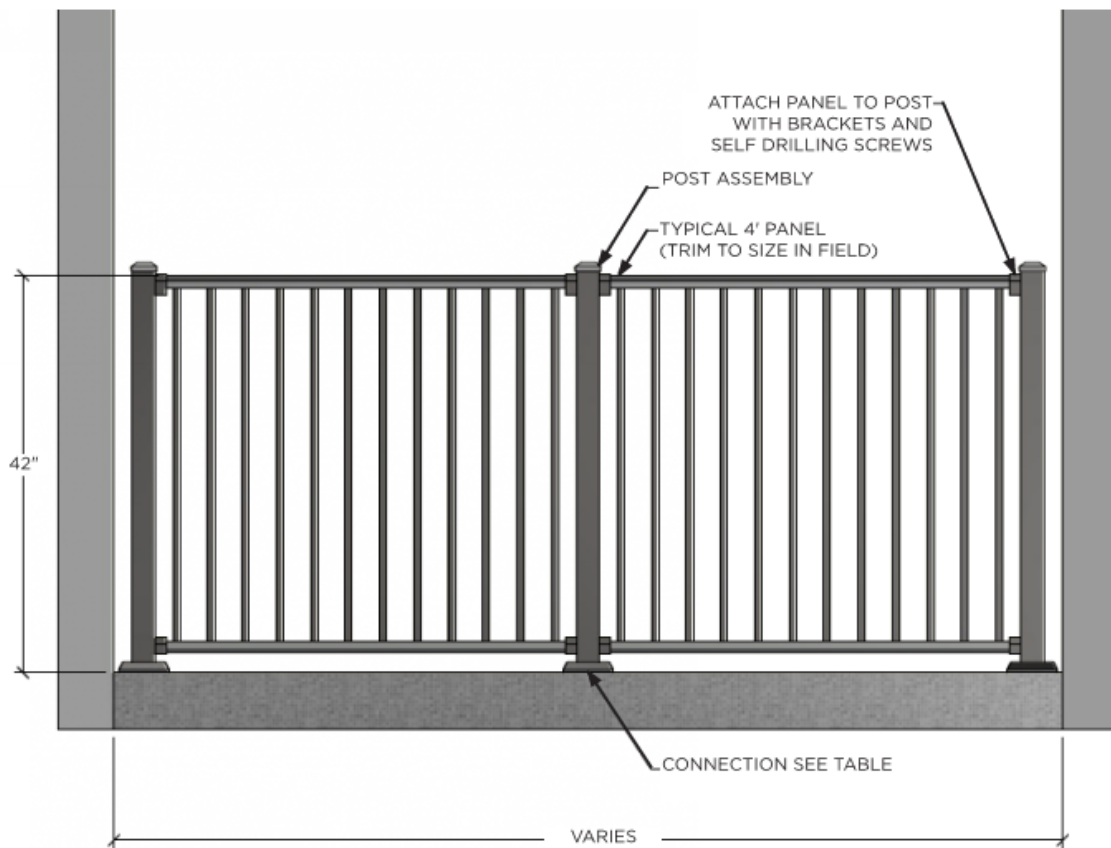 ATTACH PANEL TO POST
WITH BRACKETS AND
SELF DRILLING SCREWS
POST ASSEMBLY
TYPICAL 4' PANEL
(TRIM TO SIZE IN FIELD)
42"
CONNECTION SEE TABLE
VARIES